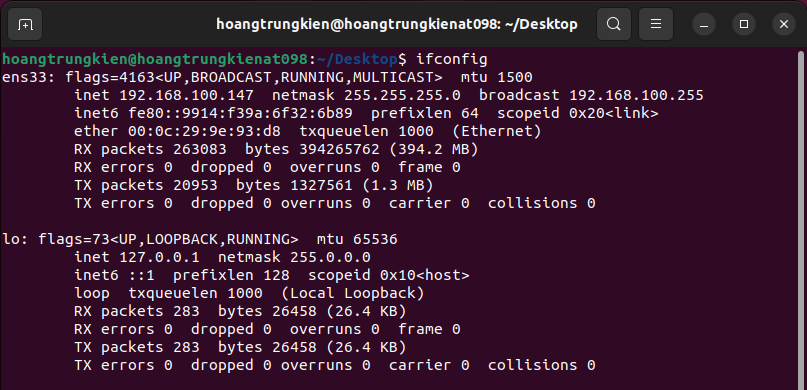 hoangtrungkien@hoangtrungkienat098: ~/Desktop
hoangtrungkien@hoangtrungkienat098:~/Desktop$ ifconfig
ens33: flags=4163<UP,BROADCAST,RUNNING,MULTICAST>  mtu 1500
        inet 192.168.100.147  netmask 255.255.255.0  broadcast 192.168.100.255
        inet6 fe80::9914:f39a:6f32:6b89  prefixlen 64  scopeid 0x20<link>
        ether 00:0c:29:9e:93:d8  txqueuelen 1000  (Ethernet)
        RX packets 263083  bytes 394265762 (394.2 MB)
        RX errors 0  dropped 0  overruns 0  frame 0
        TX packets 20953  bytes 1327561 (1.3 MB)
        TX errors 0  dropped 0 overruns 0  carrier 0  collisions 0

lo: flags=73<UP,LOOPBACK,RUNNING>  mtu 65536
        inet 127.0.0.1  netmask 255.0.0.0
        inet6 ::1  prefixlen 128  scopeid 0x10<host>
        loop  txqueuelen 1000  (Local Loopback)
        RX packets 283  bytes 26458 (26.4 KB)
        RX errors 0  dropped 0  overruns 0  frame 0
        TX packets 283  bytes 26458 (26.4 KB)
        TX errors 0  dropped 0 overruns 0  carrier 0  collisions 0